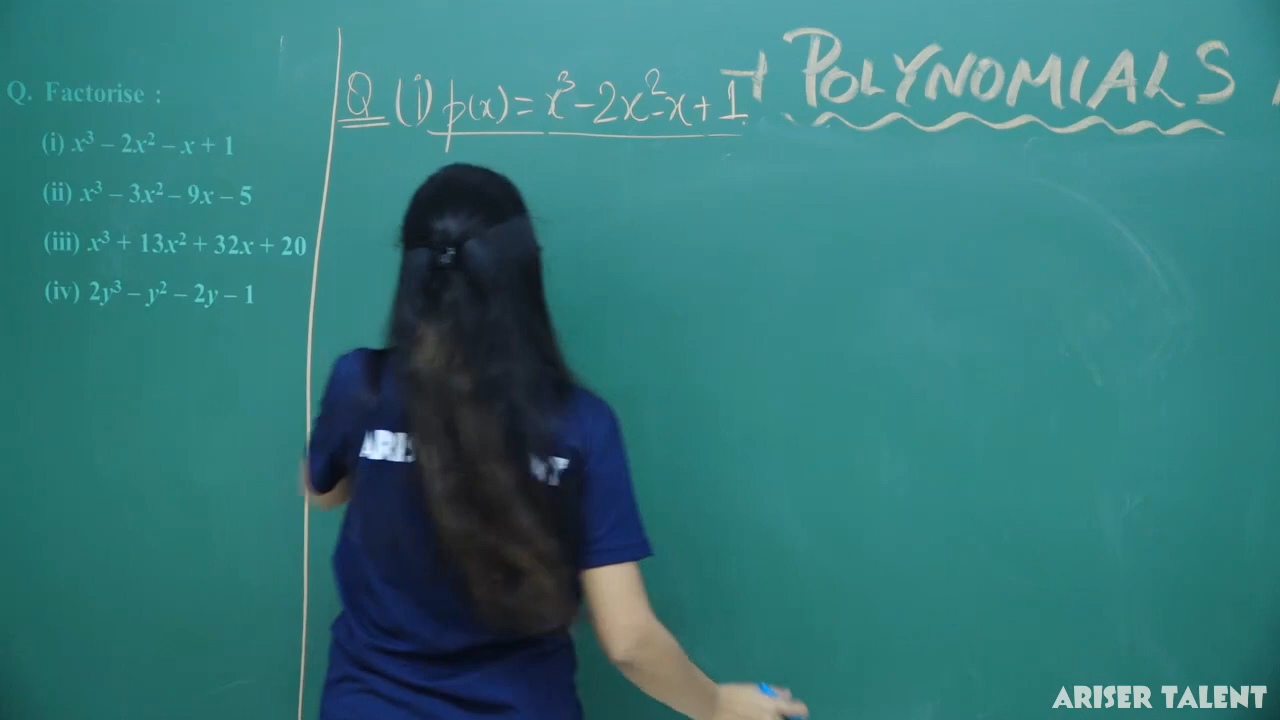 Q. Factorise :
(i) x³ – 2x² – x + 1
(ii) x³ – 3x² – 9x – 5
(iii) x³ + 13x² + 32x + 20
(iv) 2y³ – y² – 2y – 1
Q (i) p(x) = x³ - 2x² - x + 1
POLYNOMIALS
ARISER TALENT